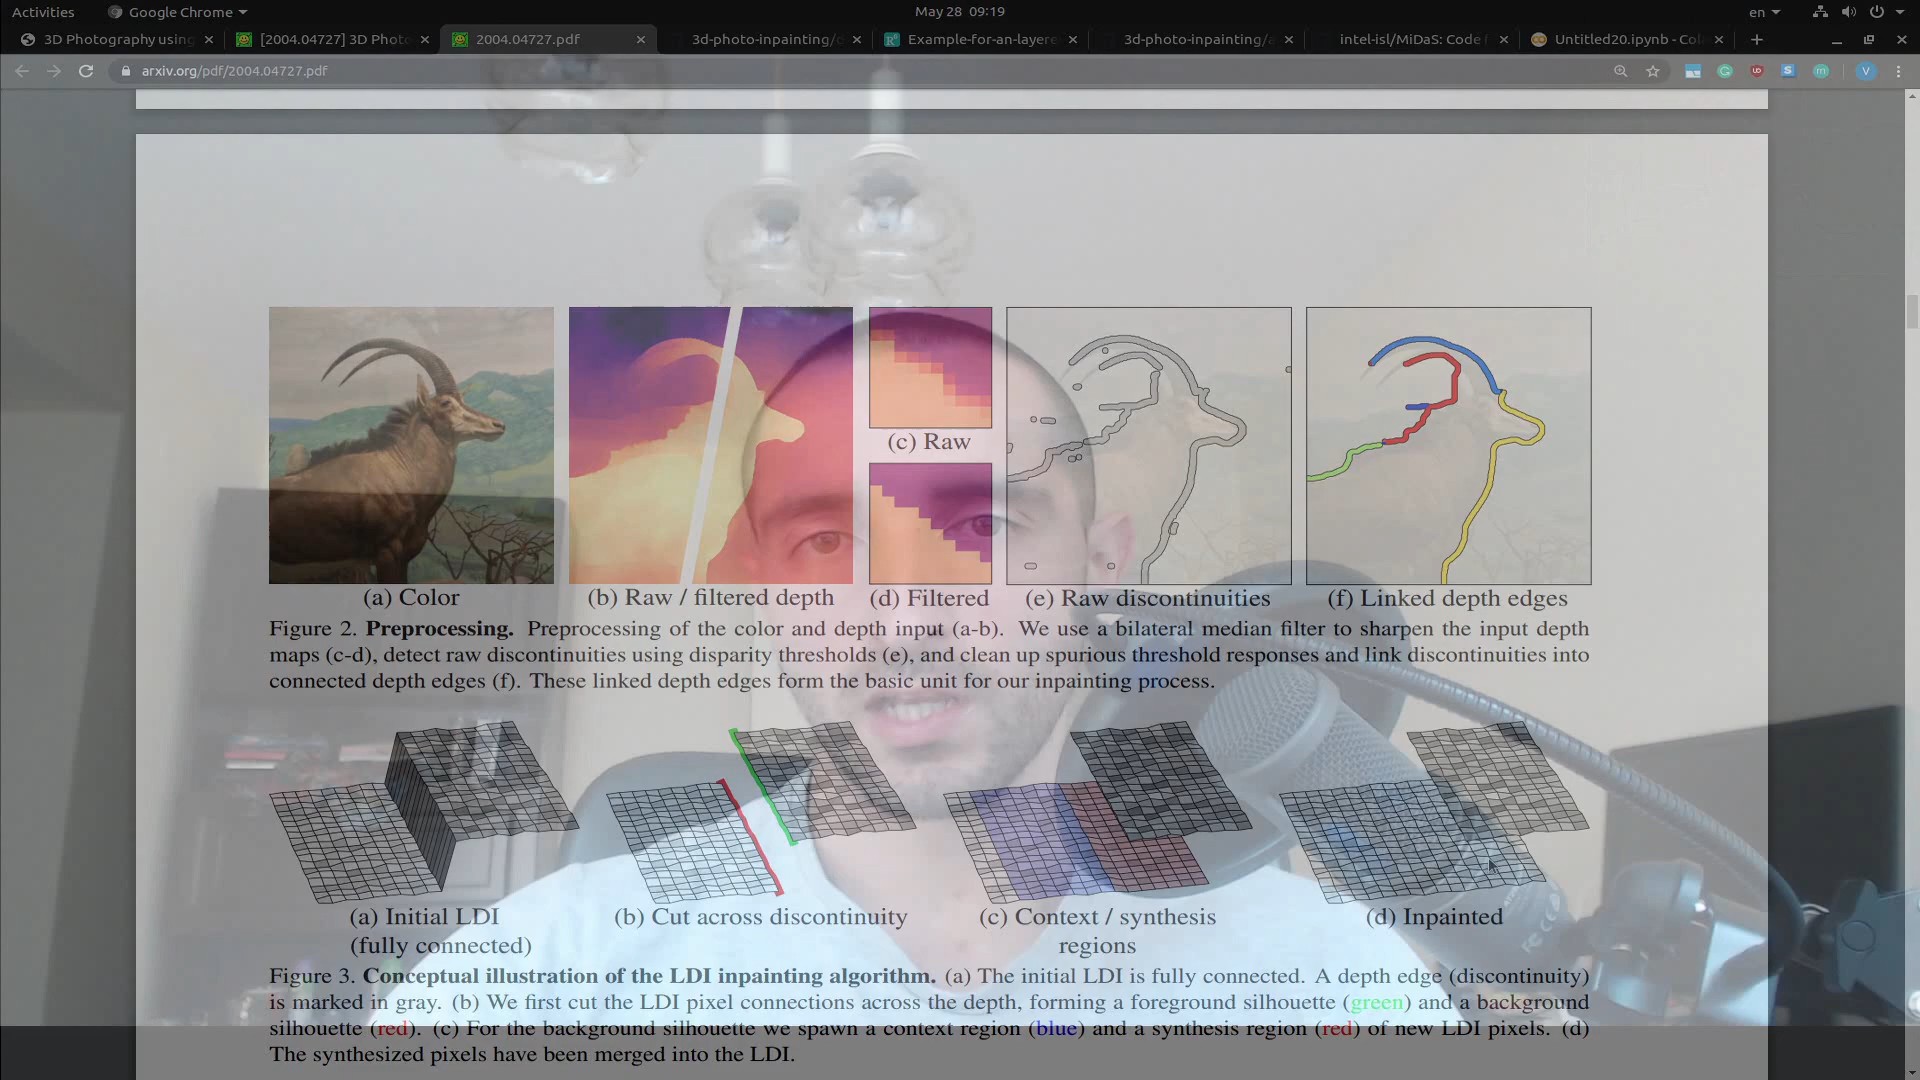 Activities
Google Chrome
May 28 09:19
en
3D Photography using
[2004.04727] 3D Photo
2004.04727.pdf
3d-photo-inpainting/
Example-for-an-layere
3d-photo-inpainting/
intel-isl/MiDaS: Code
Untitled20.ipynb - Col
arxiv.org/pdf/2004.04727.pdf
V
(c) Raw
(a) Color
(b) Raw / filtered depth
(d) Filtered
(e) Raw discontinuities
(f) Linked depth edges
Figure 2. Preprocessing. Preprocessing of the color and depth input (a-b). We use a bilateral median filter to sharpen the input depth
maps (c-d), detect raw discontinuities using disparity thresholds (e), and clean up spurious threshold responses and link discontinuities into
connected depth edges (f). These linked depth edges form the basic unit for our inpainting process.
(a) Initial LDI
(fully connected)
(b) Cut across discontinuity
(c) Context / synthesis
regions
(d) Inpainted
Figure 3. Conceptual illustration of the LDI inpainting algorithm. (a) The initial LDI is fully connected. A depth edge (discontinuity)
is marked in gray. (b) We first cut the LDI pixel connections across the depth, forming a foreground silhouette (green) and a background
silhouette (red). (c) For the background silhouette we spawn a context region (blue) and a synthesis region (red) of new LDI pixels. (d)
The synthesized pixels have been merged into the LDI.